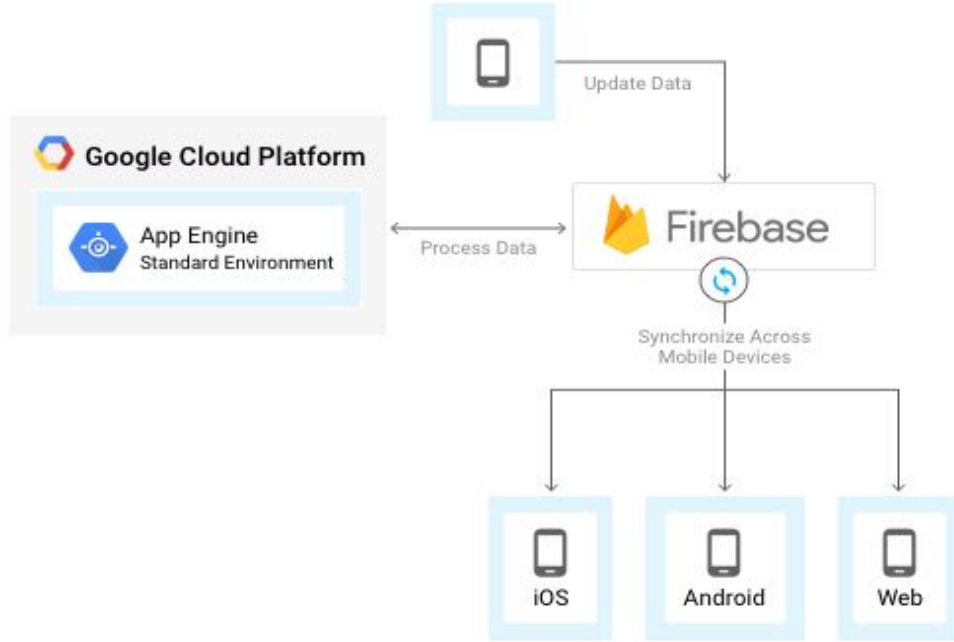 Update Data
Google Cloud Platform
App Engine
Standard Environment
Process Data
Firebase
Synchronize Across
Mobile Devices
iOS
Android
Web